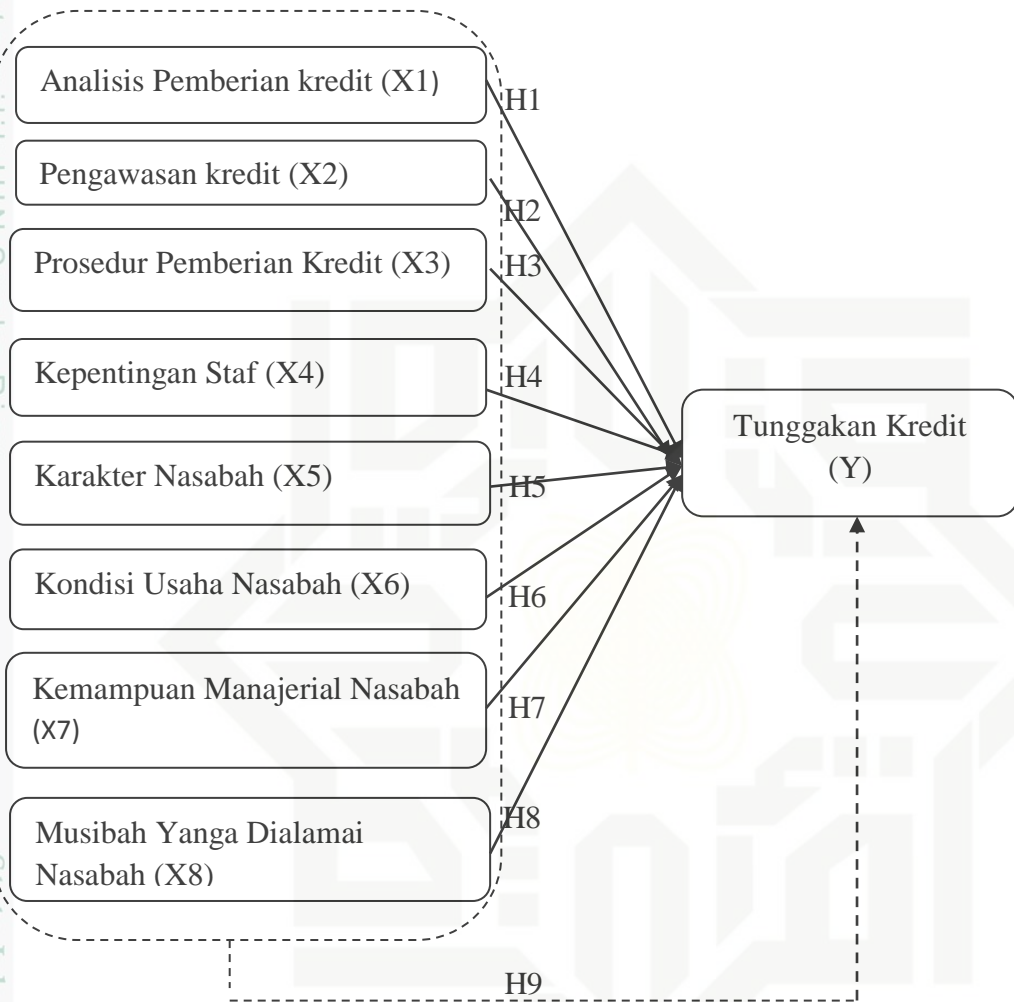 Analisis Pemberian kredit (X1)
H1
Pengawasan kredit (X2)
H2
Prosedur Pemberian Kredit (X3)
H3
Kepentingan Staf (X4)
H4
Tunggakan Kredit
(Y)
Karakter Nasabah (X5)
H5
Kondisi Usaha Nasabah (X6)
H6
Kemampuan Manajerial Nasabah
(X7)
H7
Musibah Yanga Dialamai
Nasabah (X8)
H8
H9